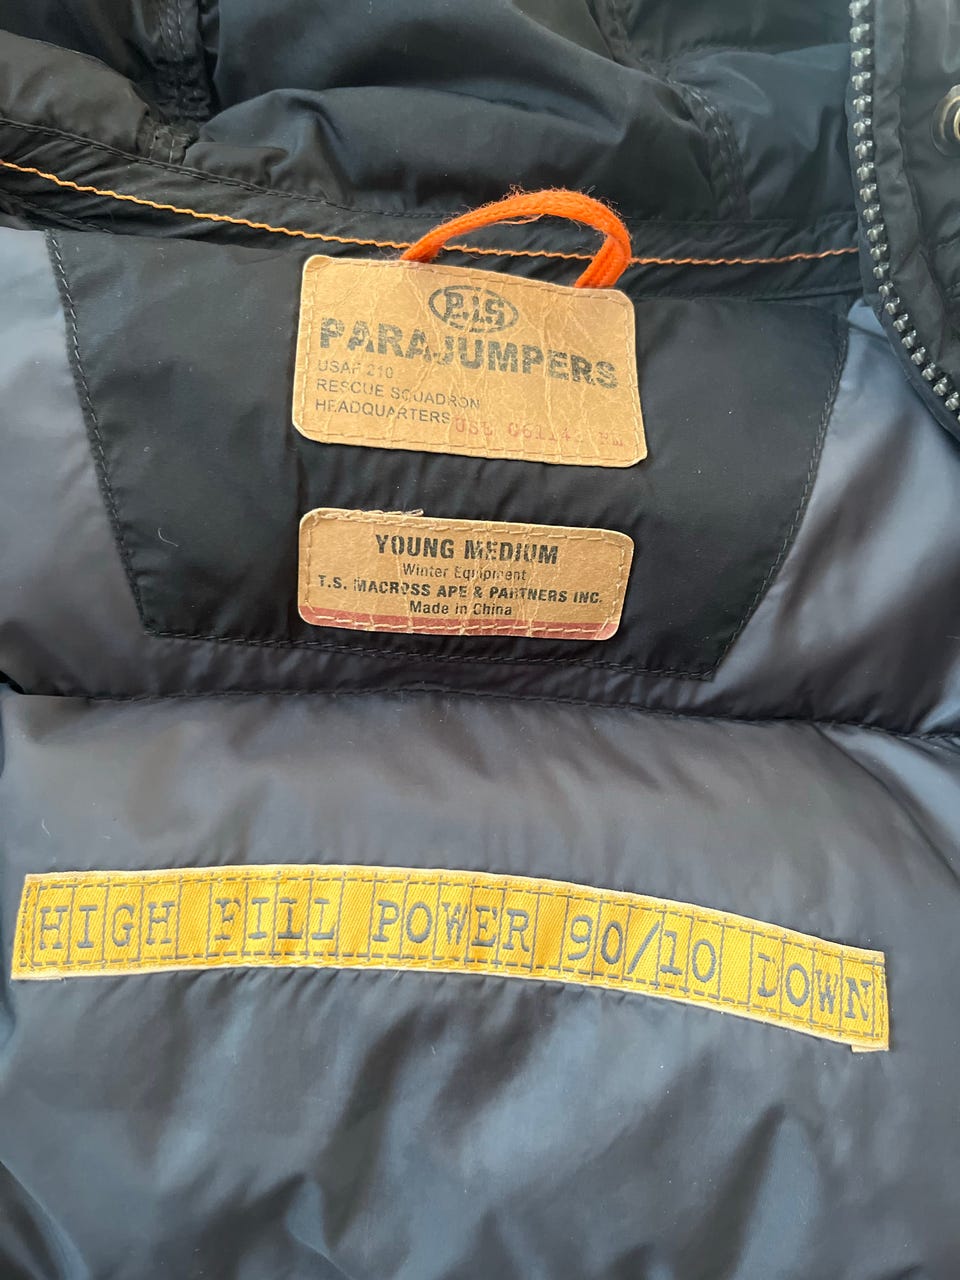 P.J.S
PARAJUMPERS
USAF 210
RESCUE SQUADRON
HEADQUARTERS
USE
YOUNG MEDIUM
Winter Equipment
T.S. MACROSS APE & PARTNERS INC.
Made in China
HIGH FILL POWER 90/10 DOWN